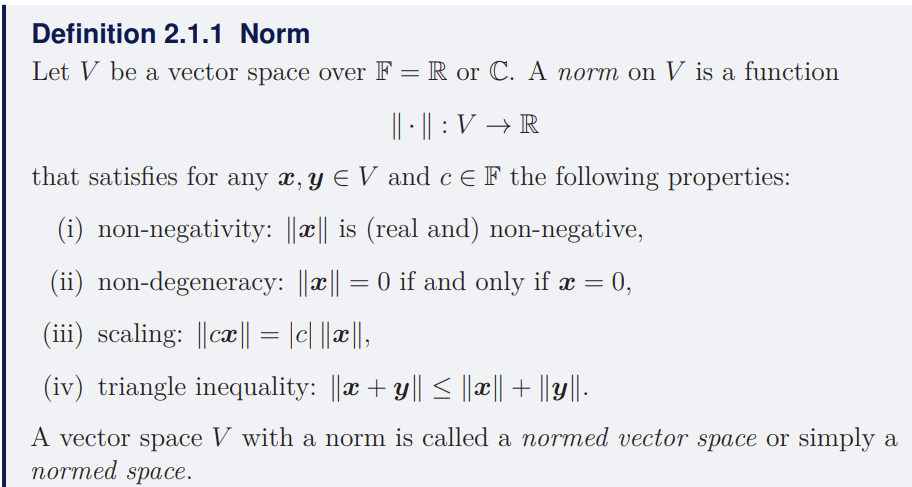 Definition 2.1.1 Norm
Let V be a vector space over 𝔽 = ℝ or ℂ. A norm on V is a function
‖ · ‖ : V → ℝ
that satisfies for any x, y ∈ V and c ∈ 𝔽 the following properties:
(i) non-negativity: ‖x‖ is (real and) non-negative,
(ii) non-degeneracy: ‖x‖ = 0 if and only if x = 0,
(iii) scaling: ‖cx‖ = |c| ‖x‖,
(iv) triangle inequality: ‖x + y‖ ≤ ‖x‖ + ‖y‖.
A vector space V with a norm is called a normed vector space or simply a
normed space.